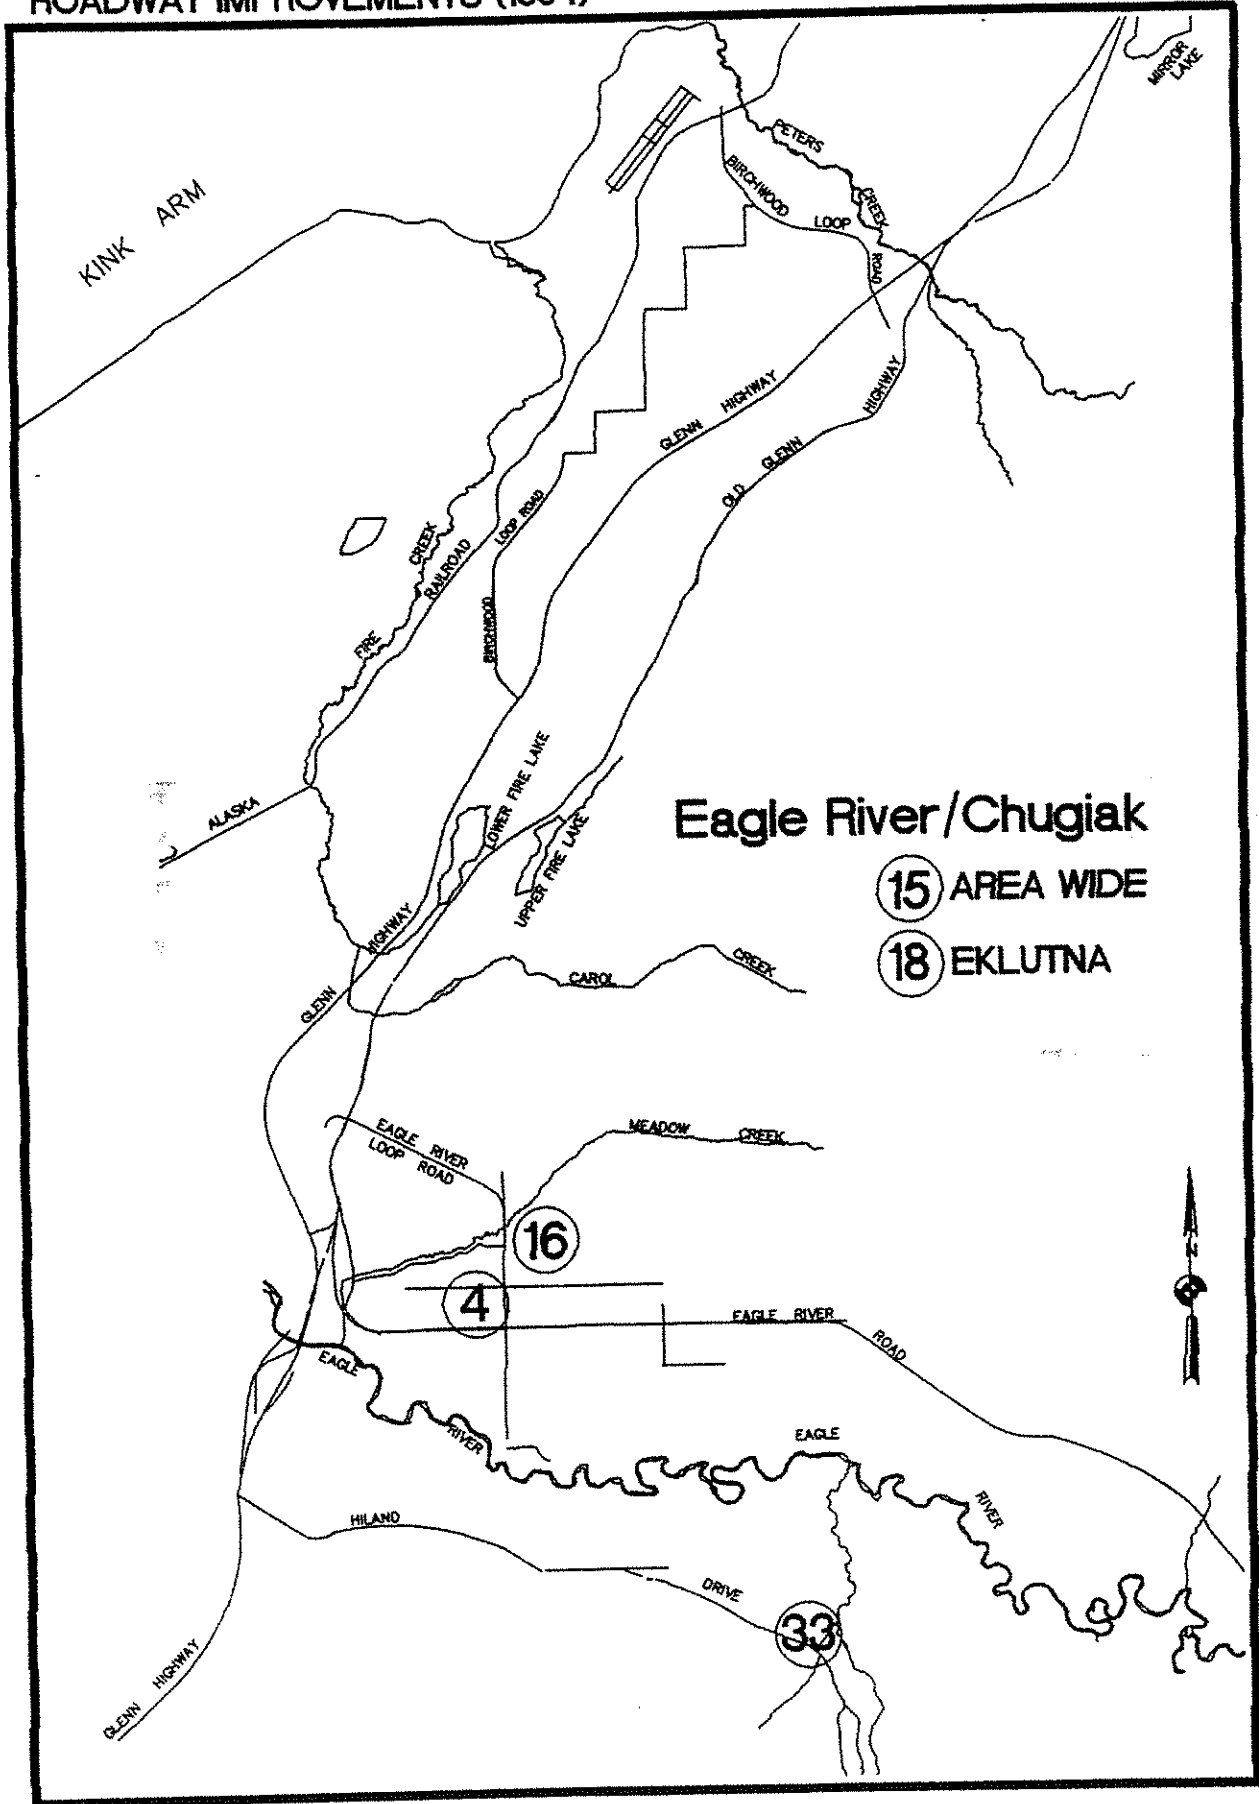 KINK ARM
MIRROR
LAKE
PETERS
CREEK
BIRCHWOOD LOOP ROAD
GLENN HIGHWAY
OLD GLENN HIGHWAY
BIRCHWOOD LOOP ROAD
FIRE CREEK
ALASKA RAILROAD
LOWER FIRE LAKE
UPPER FIRE LAKE
Eagle River/Chugiak
15 AREA WIDE
18 EKLUTNA
GLENN HIGHWAY
CAROL CREEK
EAGLE RIVER
LOOP ROAD
MEADOW CREEK
16
4
EAGLE RIVER ROAD
N
EAGLE RIVER
EAGLE RIVER
HILAND DRIVE
33
GLENN HIGHWAY